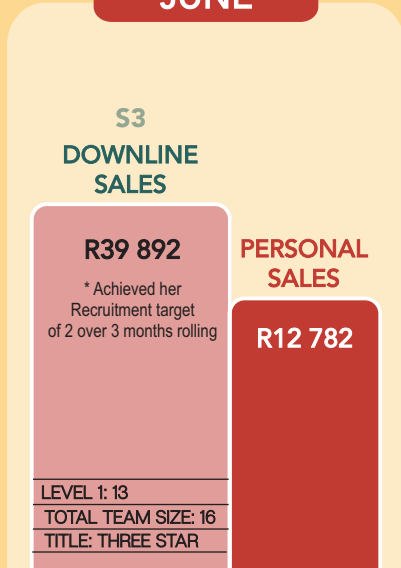 JUNE
S3
DOWNLINE
SALES
R39 892
* Achieved her
Recruitment target
of 2 over 3 months rolling
PERSONAL
SALES
R12 782
LEVEL 1: 13
TOTAL TEAM SIZE: 16
TITLE: THREE STAR